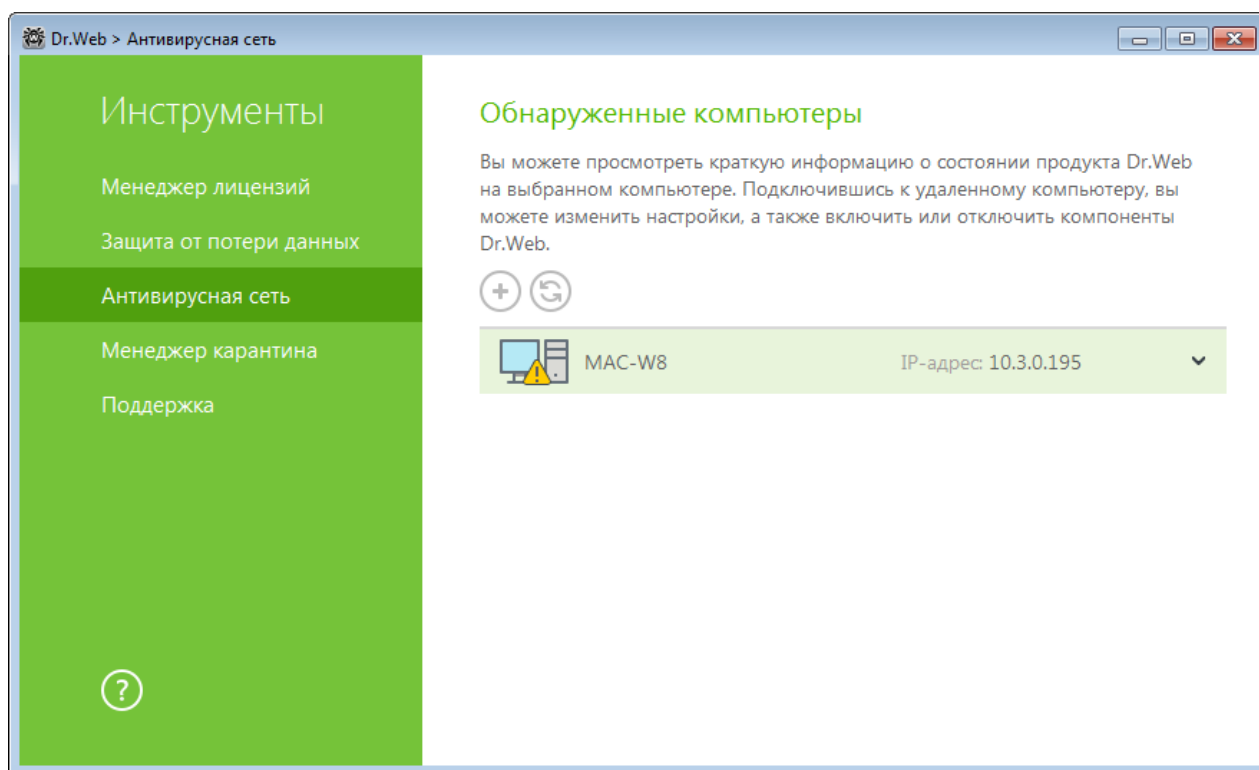 Dr.Web > Антивирусная сеть
Инструменты
Менеджер лицензий
Защита от потери данных
Антивирусная сеть
Менеджер карантина
Поддержка
?
Обнаруженные компьютеры
Вы можете просмотреть краткую информацию о состоянии продукта Dr.Web
на выбранном компьютере. Подключившись к удаленному компьютеру, вы
можете изменить настройки, а также включить или отключить компоненты
Dr.Web.
MAC-W8 IP-адрес: 10.3.0.195